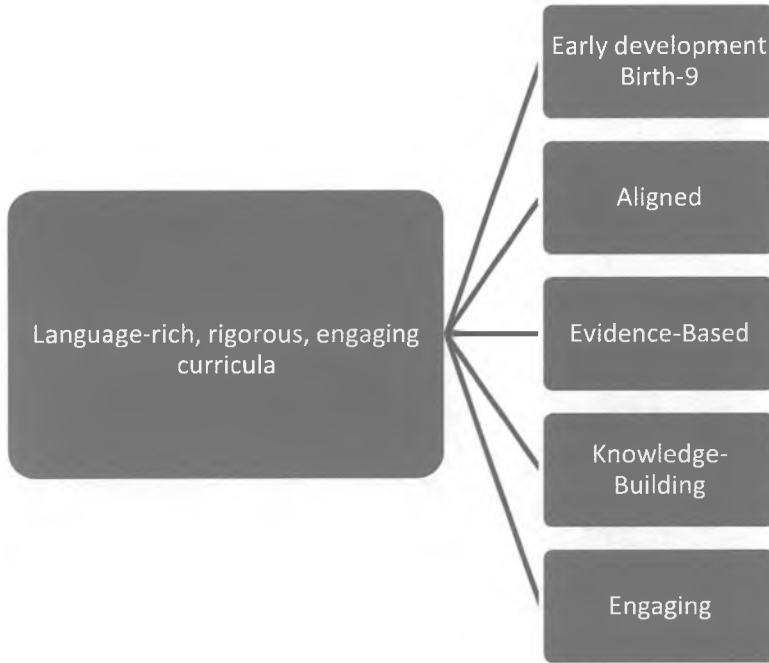 Language-rich, rigorous, engaging
curricula
Early development
Birth-9
Aligned
Evidence-Based
Knowledge-
Building
Engaging